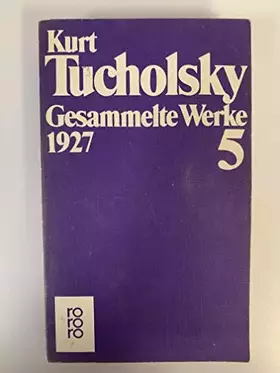 Kurt
Tucholsky
Gesammelte Werke
1927 5
ro
ro
ro